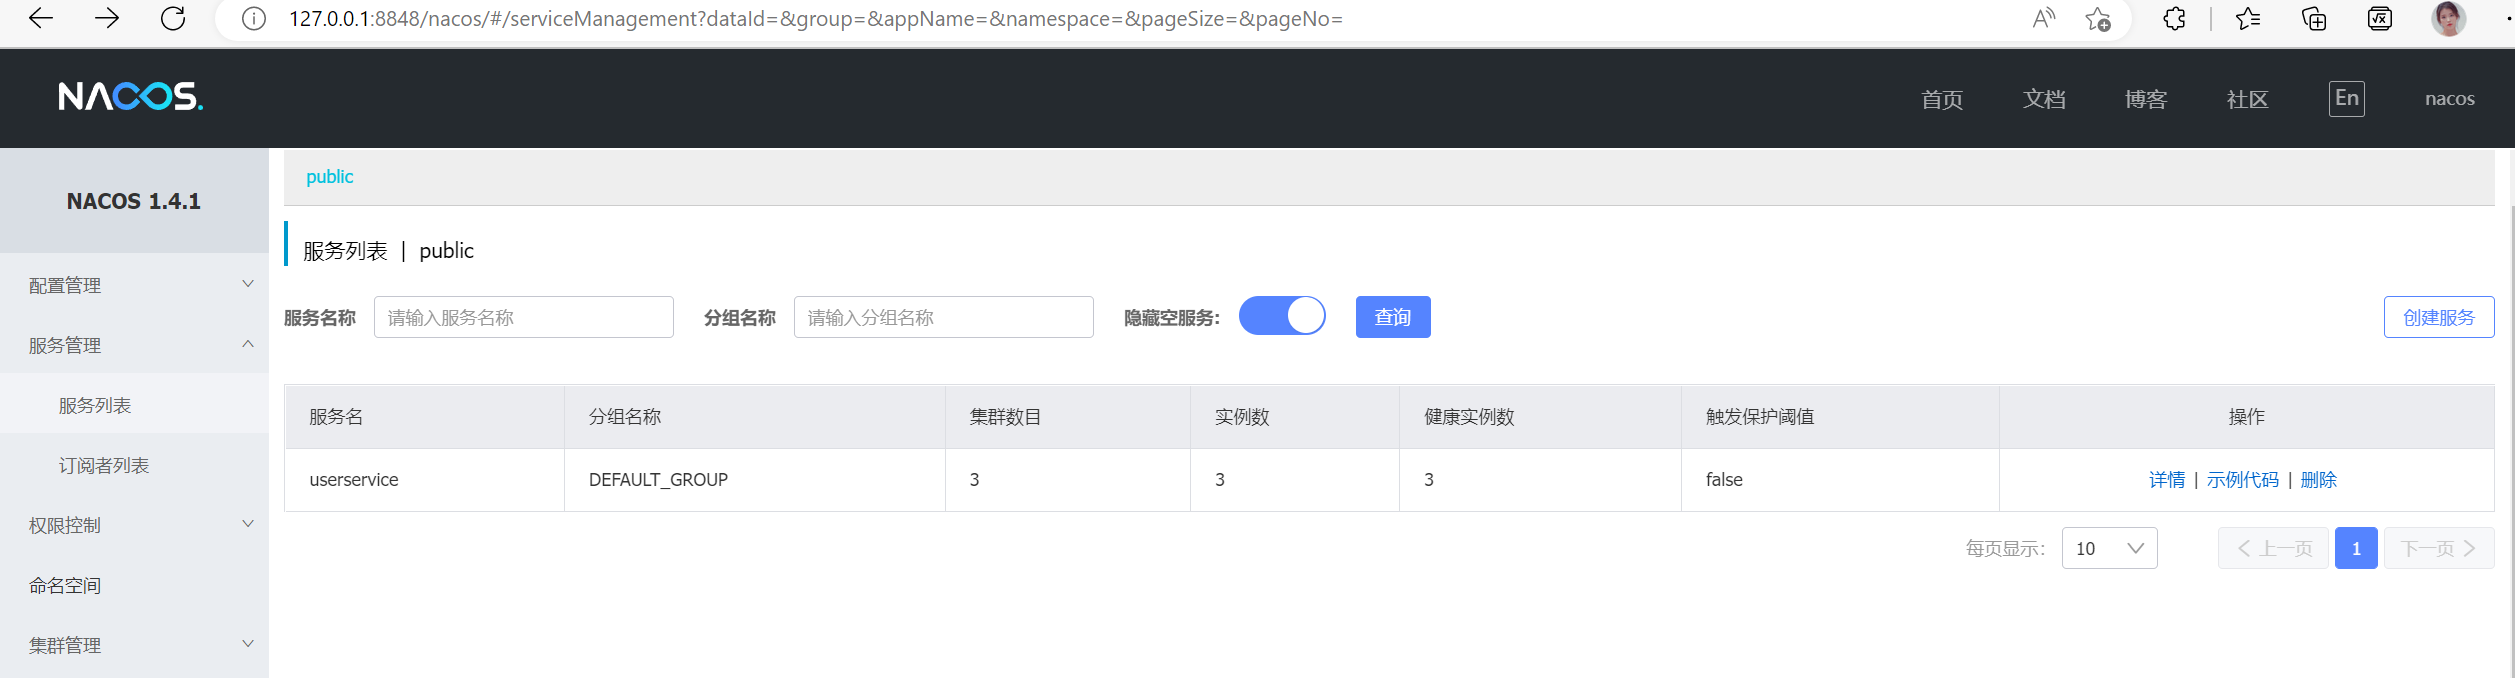 127.0.0.1:8848/nacos/#/serviceManagement?dataId=&group=&appName=&namespace=&pageSize=&pageNo=
NACOS.
首页 文档 博客 社区 En nacos
NACOS 1.4.1
配置管理
服务管理
服务列表
订阅者列表
权限控制
命名空间
集群管理
public
服务列表 | public
服务名称 请输入服务名称 分组名称 请输入分组名称 隐藏空服务: 查询 创建服务
服务名 分组名称 集群数目 实例数 健康实例数 触发保护阈值 操作
userservice DEFAULT_GROUP 3 3 3 false 详情 | 示例代码 | 删除
每页显示: 10 上一页 1 下一页